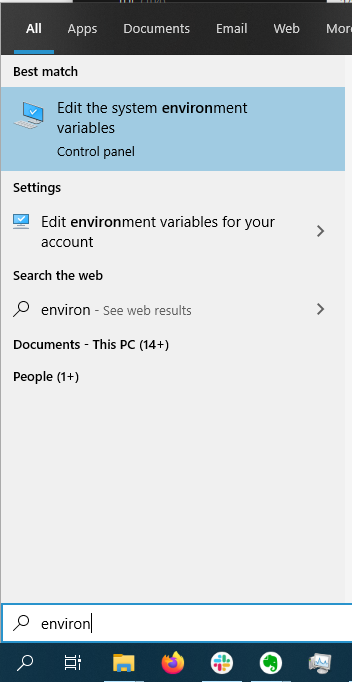 All Apps Documents Email Web More
Best match
Edit the system environment
variables
Control panel
Settings
Edit environment variables for your
account
Search the web
environ - See web results
Documents - This PC (14+)
People (1+)
environ